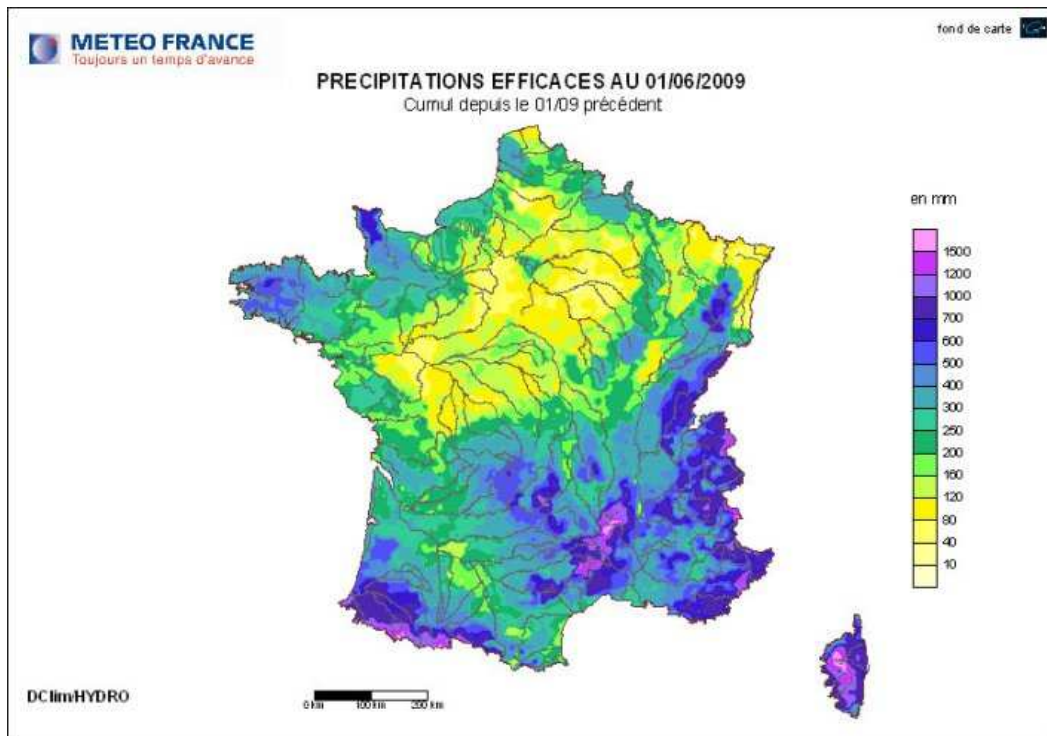 fond de carte
METEO FRANCE
Toujours un temps d'avance
PRECIPITATIONS EFFICACES AU 01/06/2009
Cumul depuis le 01/09 précédent
en mm
1500
1200
1000
700
600
500
400
300
250
200
160
120
80
40
10
DClim/HYDRO
0 km 100 km 200 km